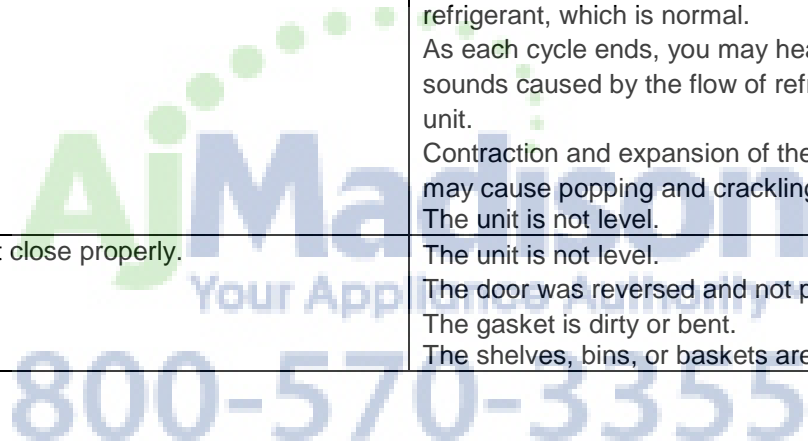 refrigerant, which is normal.
As each cycle ends, you may
sounds caused by the flow of
unit.
Contraction and expansion of the
may cause popping and
The unit is not level.
close properly.
The unit is not level.
The door was reversed and not
The gasket is dirty or bent.
The shelves, bins, or baskets are
AjMadison
Your Appliance Authority
800-570-3355